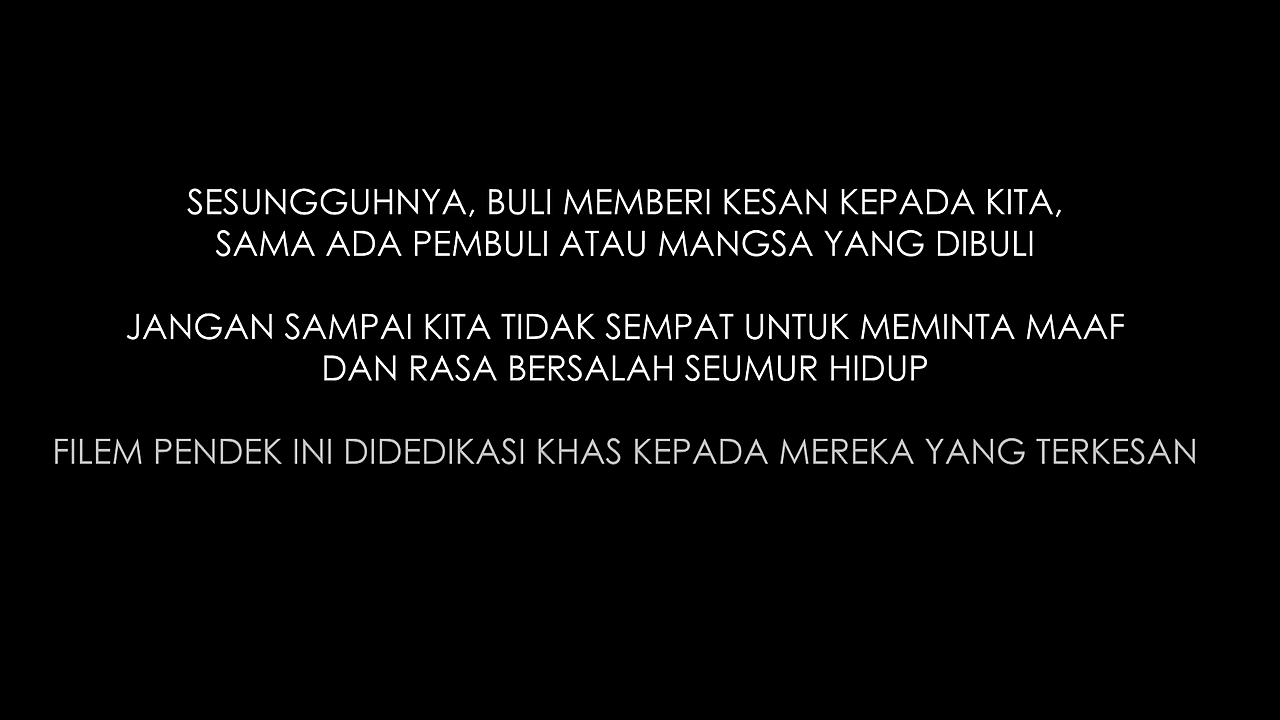 SESUNGGUHNYA, BULI MEMBERI KESAN KEPADA KITA,
SAMA ADA PEMBULI ATAU MANGSA YANG DIBULI
JANGAN SAMPAI KITA TIDAK SEMPAT UNTUK MEMINTA MAAF
DAN RASA BERSALAH SEUMUR HIDUP
FILEM PENDEK INI DIDEDIKASI KHAS KEPADA MEREKA YANG TERKESAN